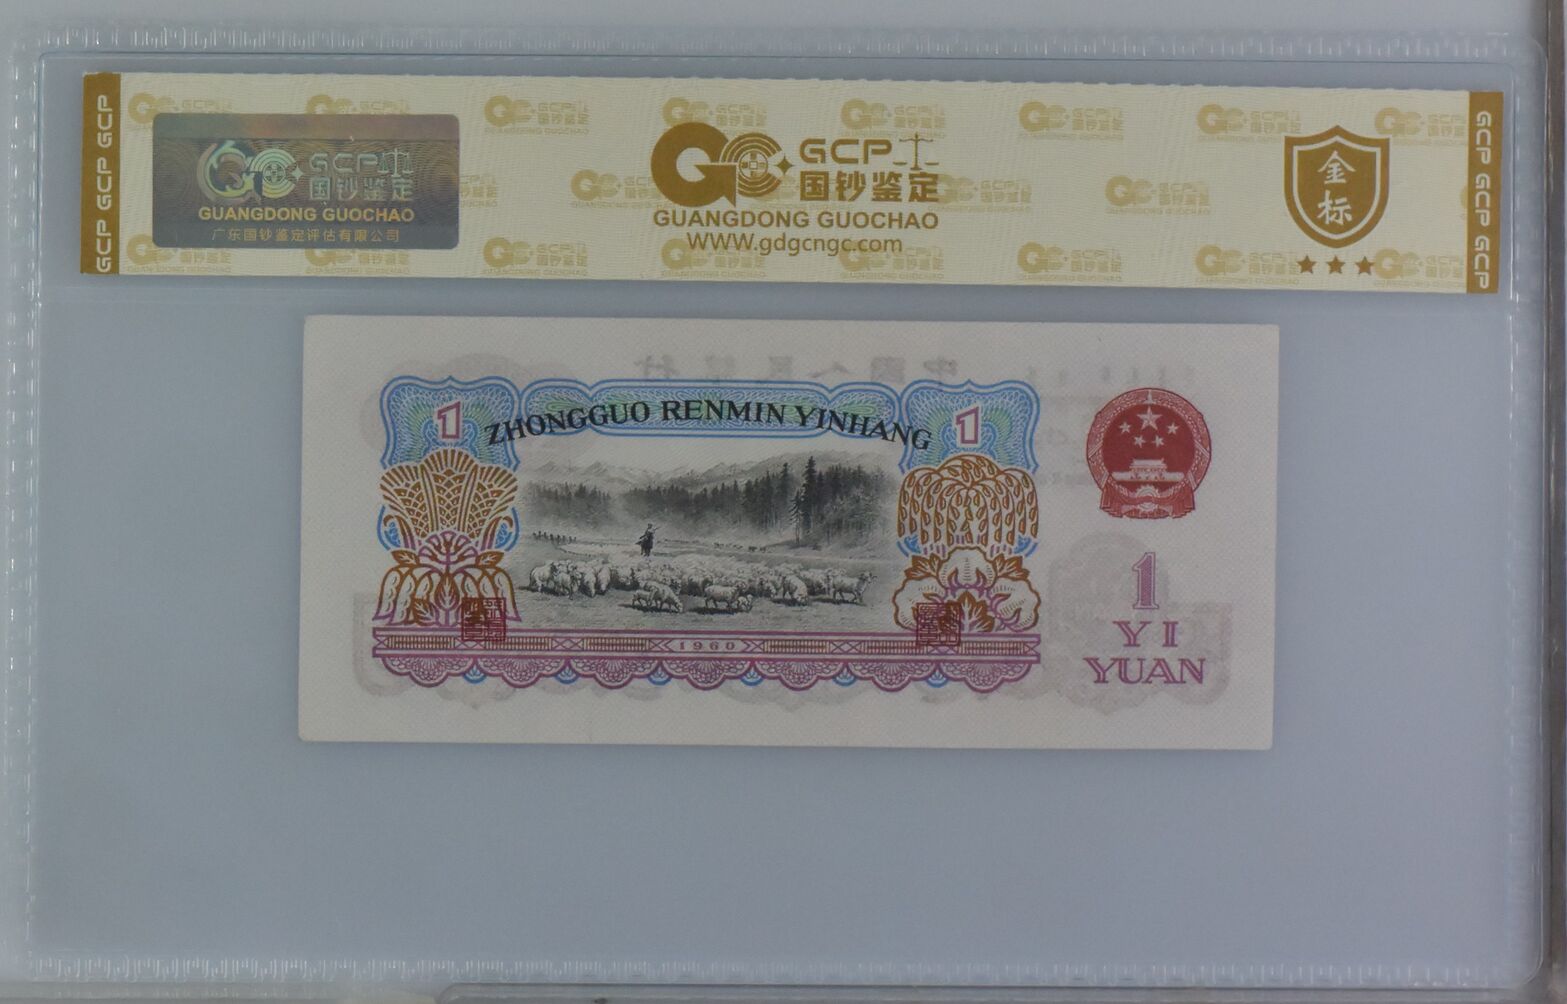 GCP GCP GCP
GCP
国钞鉴定
GUANGDONG GUOCHAO
广东国钞鉴定评估有限公司
GCP
国钞鉴定
GUANGDONG GUOCHAO
WWW.gdgcngc.com
金
标
GCP GCP GCP
1
ZHONGGUO RENMIN YINHANG
1
1960
1
YI
YUAN